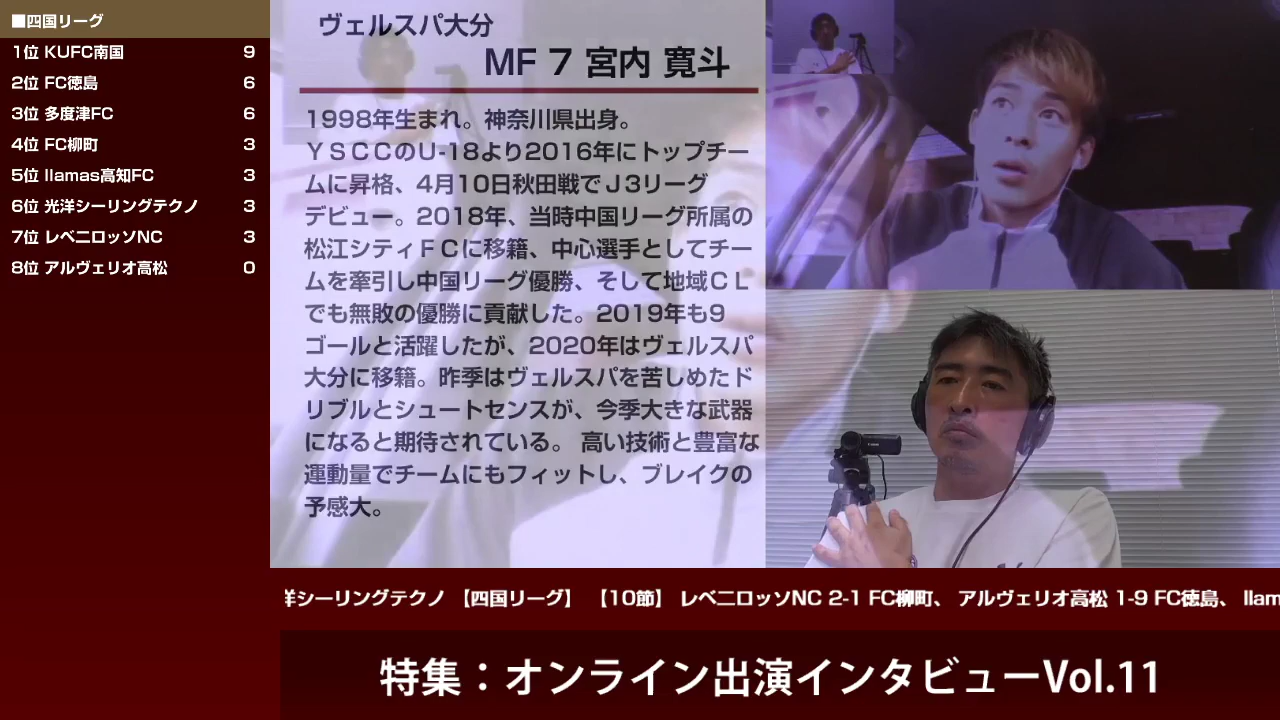 ■四国リーグ
1位 KUFC南国 9
2位 FC徳島 6
3位 多度津FC 6
4位 FC柳町 3
5位 llamas高知FC 3
6位 光洋シーリングテクノ 3
7位 レベニロッソNC 3
8位 アルヴェリオ高松 0
ヴェルスパ大分
MF 7 宮内 寛斗
1998年生まれ。神奈川県出身。
ＹＳＣＣのU-18より2016年にトップチー
ムに昇格、4月10日秋田戦でＪ3リーグ
デビュー。2018年、当時中国リーグ所属の
松江シティＦＣに移籍、中心選手としてチー
ムを牽引し中国リーグ優勝、そして地域ＣＬ
でも無敗の優勝に貢献した。2019年も9
ゴールと活躍したが、2020年はヴェルスパ
大分に移籍。昨季はヴェルスパを苦しめたド
リブルとシュートセンスが、今季大きな武器
になると期待されている。 高い技術と豊富な
運動量でチームにもフィットし、ブレイクの
予感大。
洋シーリングテクノ 【四国リーグ】 【10節】 レベニロッソNC 2-1 FC柳町、 アルヴェリオ高松 1-9 FC徳島、 llam
特集：オンライン出演インタビューVol.11